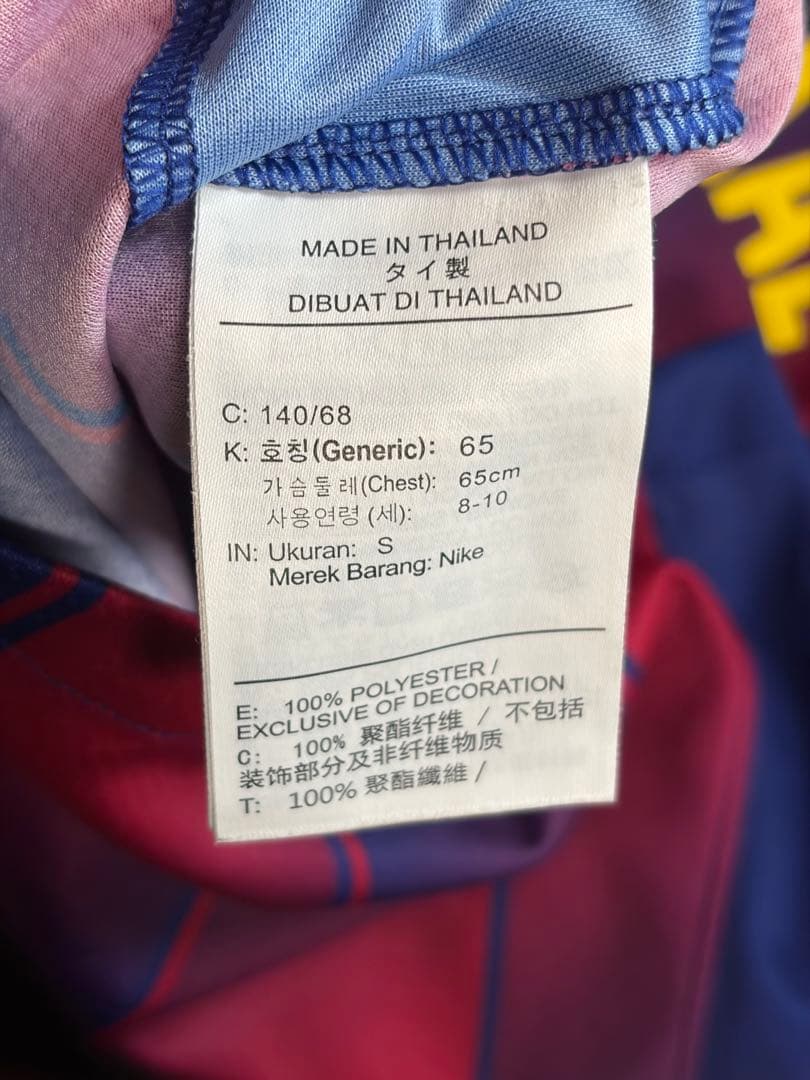 MADE IN THAILAND
タイ製
DIBUAT DI THAILAND
C: 140/68
K: 호칭(Generic): 65
가슴둘레(Chest): 65cm
사용연령(세): 8-10
IN: Ukuran: S
Merek Barang: Nike
E: 100% POLYESTER /
EXCLUSIVE OF DECORATION
C: 100% 聚酯纤维 / 不包括
装饰部分及非纤维物质
T: 100% 聚酯纖維 /